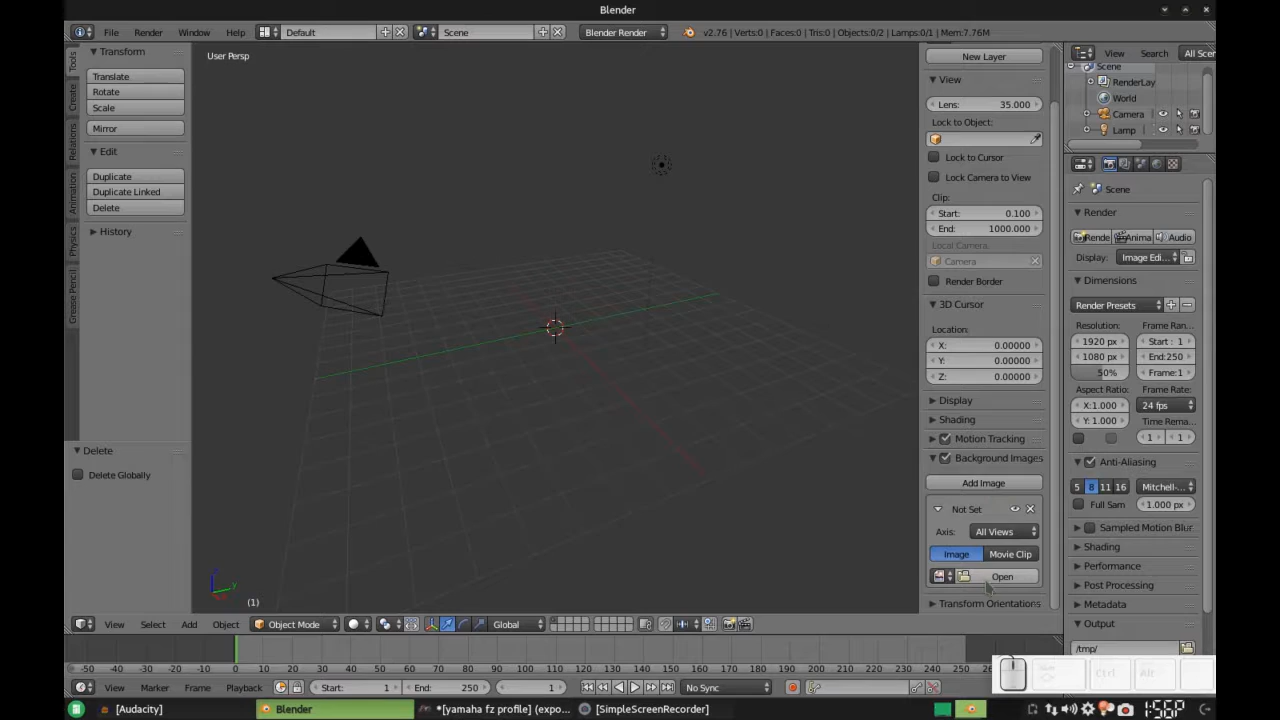 Blender
File Render Window Help Default Scene Blender Render v2.76 | Verts:0 | Faces:0 | Tris:0 | Objects:0/2 | Lamps:0/1 | Mem:7.76M
Tools
Create
Relations
Animation
Physics
Grease Pencil
Transform
Translate
Rotate
Scale
Mirror
Edit
Duplicate
Duplicate Linked
Delete
History
Delete
Delete Globally
User Persp
(1)
New Layer
View
Lens: 35.000
Lock to Object:
Lock to Cursor
Lock Camera to View
Clip:
Start: 0.100
End: 1000.000
Local Camera:
Camera
Render Border
3D Cursor
Location:
X: 0.00000
Y: 0.00000
Z: 0.00000
Display
Shading
Motion Tracking
Background Images
Add Image
Not Set
Axis: All Views
Image Movie Clip
Open
Transform Orientations
View Search All Scen
Scene
RenderLay
World
Camera
Lamp
Scene
Render
Rende Anima Audio
Display: Image Edi...
Dimensions
Render Presets
Resolution: Frame Ran...
1920 px Start : 1
1080 px End:250
50% Frame:1
Aspect Ratio: Frame Rate:
X:1.000 24 fps
Y: 1.000 Time Rema...
1 1
Anti-Aliasing
5 8 11 16 Mitchell-...
Full Sam 1.000 px
Sampled Motion Blur
Shading
Performance
Post Processing
Metadata
Output
/tmp/
View Select Add Object Object Mode Global
-50 -40 -30 -20 -10 0 10 20 30 40 50 60 70 80 90 100 110 120 130 140 150 160 170 180 190 200 210 220 230 240 250
View Marker Frame Playback Start: 1 End: 250 1 No Sync
Ctrl Alt
[Audacity] Blender *[yamaha fz profile] (expo... [SimpleScreenRecorder] 1:56P